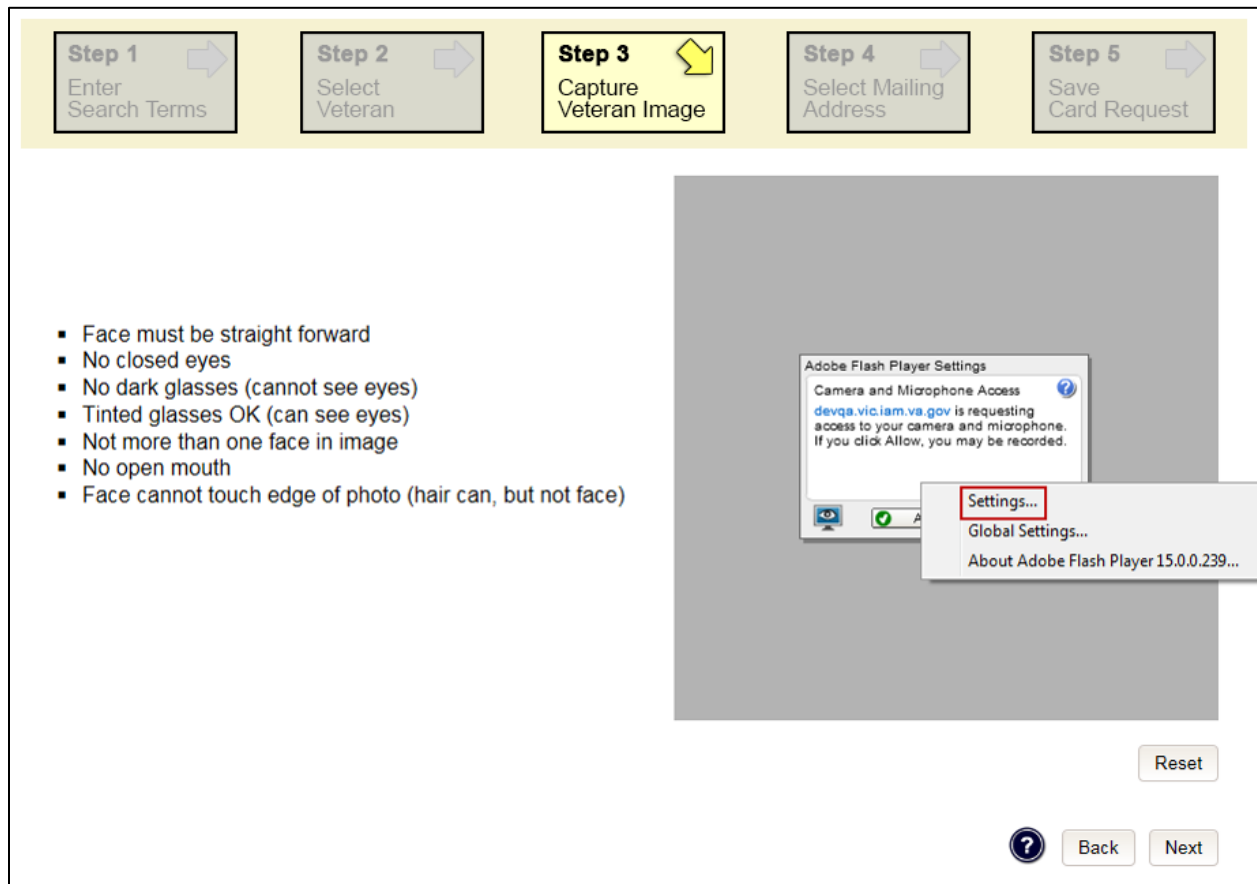 Step 1
Enter
Search Terms
Step 2
Select
Veteran
Step 3
Capture
Veteran Image
Step 4
Select Mailing
Address
Step 5
Save
Card Request
Face must be straight forward
No closed eyes
No dark glasses (cannot see eyes)
Tinted glasses OK (can see eyes)
Not more than one face in image
No open mouth
Face cannot touch edge of photo (hair can, but not face)
Adobe Flash Player Settings
Camera and Microphone Access
?
devqa.vic.iam.va.gov is requesting
access to your camera and microphone.
If you click Allow, you may be recorded.
A
Settings...
Global Settings...
About Adobe Flash Player 15.0.0.239...
Reset
?
Back
Next